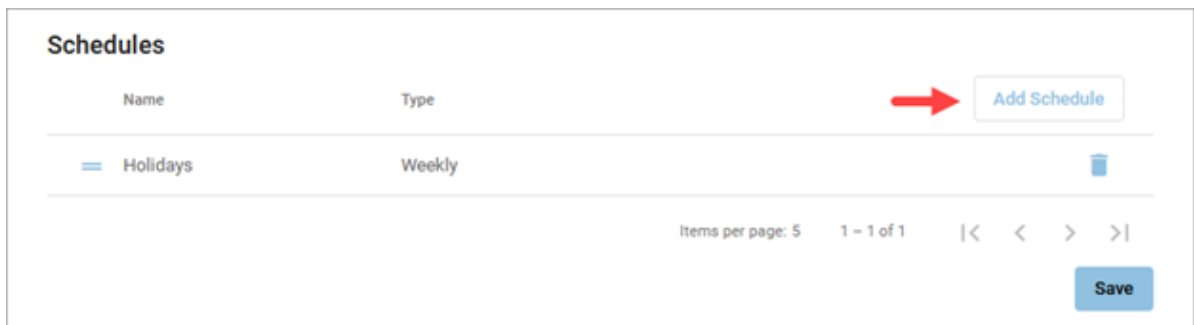 Schedules
Name Type Add Schedule
Holidays Weekly
Items per page: 5 1 – 1 of 1
Save